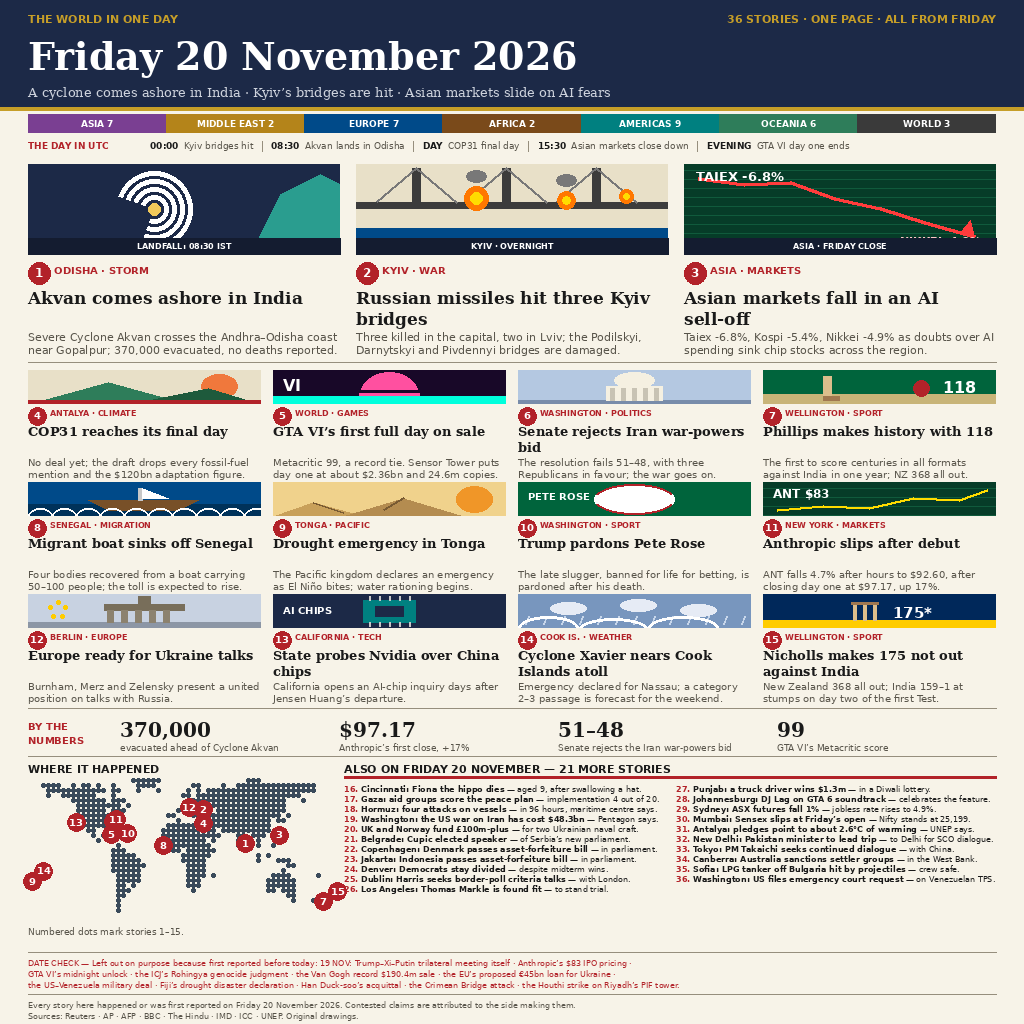 THE WORLD IN ONE DAY
36 STORIES · ONE PAGE · ALL FROM FRIDAY
Friday 20 November 2026
A cyclone comes ashore in India · Kyiv’s bridges are hit · Asian markets slide on AI fears
ASIA 7
MIDDLE EAST 2
EUROPE 7
AFRICA 2
AMERICAS 9
OCEANIA 6
WORLD 3
THE DAY IN UTC
00:00 Kyiv bridges hit | 08:30 Akvan lands in Odisha | DAY COP31 final day | 15:30 Asian markets close down | EVENING GTA VI day one ends
LANDFALL: 08:30 IST
KYIV · OVERNIGHT
TAIEX -6.8%
ASIA · FRIDAY CLOSE
1 ODISHA · STORM
Akvan comes ashore in India
Severe Cyclone Akvan crosses the Andhra–Odisha coast
near Gopalpur; 370,000 evacuated, no deaths reported.
2 KYIV · WAR
Russian missiles hit three Kyiv
bridges
Three killed in the capital, two in Lviv; the Podilskyi,
Darnytskyi and Pivdennyi bridges are damaged.
3 ASIA · MARKETS
Asian markets fall in an AI
sell-off
Taiex -6.8%, Kospi -5.4%, Nikkei -4.9% as doubts over AI
spending sink chip stocks across the region.
4 ANTALYA · CLIMATE
COP31 reaches its final day
No deal yet; the draft drops every fossil-fuel
mention and the $120bn adaptation figure.
VI
5 WORLD · GAMES
GTA VI’s first full day on sale
Metacritic 99, a record tie. Sensor Tower puts
day one at about $2.36bn and 24.6m copies.
6 WASHINGTON · POLITICS
Senate rejects Iran war-powers
bid
The resolution fails 51–48, with three
Republicans in favour; the war goes on.
118
7 WELLINGTON · SPORT
Phillips makes history with 118
The first to score centuries in all formats
against India in one year; NZ 368 all out.
8 SENEGAL · MIGRATION
Migrant boat sinks off Senegal
Four bodies recovered from a boat carrying
50–100 people; the toll is expected to rise.
9 TONGA · PACIFIC
Drought emergency in Tonga
The Pacific kingdom declares an emergency
as El Niño bites; water rationing begins.
PETE ROSE
10 WASHINGTON · SPORT
Trump pardons Pete Rose
The late slugger, banned for life for betting, is
pardoned after his death.
ANT $83
11 NEW YORK · MARKETS
Anthropic slips after debut
ANT falls 4.7% after hours to $92.60, after
closing day one at $97.17, up 17%.
12 BERLIN · EUROPE
Europe ready for Ukraine talks
Burnham, Merz and Zelensky present a united
position on talks with Russia.
AI CHIPS
13 CALIFORNIA · TECH
State probes Nvidia over China
chips
California opens an AI-chip inquiry days after
Jensen Huang’s departure.
14 COOK IS. · WEATHER
Cyclone Xavier nears Cook
Islands atoll
Emergency declared for Nassau; a category
2–3 passage is forecast for the weekend.
175*
15 WELLINGTON · SPORT
Nicholls makes 175 not out
against India
New Zealand 368 all out; India 159–1 at
stumps on day two of the first Test.
BY THE
NUMBERS
370,000
evacuated ahead of Cyclone Akvan
$97.17
Anthropic’s first close, +17%
51–48
Senate rejects the Iran war-powers bid
99
GTA VI’s Metacritic score
WHERE IT HAPPENED
12 2 4 13 11 5 10 8 1 3 14 9 7 15
Numbered dots mark stories 1–15.
ALSO ON FRIDAY 20 NOVEMBER — 21 MORE STORIES
16. Cincinnati: Fiona the hippo dies — aged 9, after swallowing a hat.
17. Gaza: aid groups score the peace plan — implementation 4 out of 20.
18. Hormuz: four attacks on vessels — in 96 hours, maritime centre says.
19. Washington: the US war on Iran has cost $48.3bn — Pentagon says.
20. UK and Norway fund £100m-plus — for two Ukrainian naval craft.
21. Belgrade: Cupic elected speaker — of Serbia’s new parliament.
22. Copenhagen: Denmark passes asset-forfeiture bill — in parliament.
23. Jakarta: Indonesia passes asset-forfeiture bill — in parliament.
24. Denver: Democrats stay divided — despite midterm wins.
25. Dublin: Harris seeks border-poll criteria talks — with London.
26. Los Angeles: Thomas Markle is found fit — to stand trial.
27. Punjab: a truck driver wins $1.3m — in a Diwali lottery.
28. Johannesburg: DJ Lag on GTA 6 soundtrack — celebrates the feature.
29. Sydney: ASX futures fall 1% — jobless rate rises to 4.9%.
30. Mumbai: Sensex slips at Friday’s open — Nifty stands at 25,199.
31. Antalya: pledges point to about 2.6°C of warming — UNEP says.
32. New Delhi: Pakistan minister to lead trip — to Delhi for SCO dialogue.
33. Tokyo: PM Takaichi seeks continued dialogue — with China.
34. Canberra: Australia sanctions settler groups — in the West Bank.
35. Sofia: LPG tanker off Bulgaria hit by projectiles — crew safe.
36. Washington: US files emergency court request — on Venezuelan TPS.
DATE CHECK — Left out on purpose because first reported before today: 19 NOV: Trump–Xi–Putin trilateral meeting itself · Anthropic’s $83 IPO pricing ·
GTA VI’s midnight unlock · the ICJ’s Rohingya genocide judgment · the Van Gogh record $190.4m sale · the EU’s proposed €45bn loan for Ukraine ·
the US–Venezuela military deal · Fiji’s drought disaster declaration · Han Duck-soo’s acquittal · the Crimean Bridge attack · the Houthi strike on Riyadh’s PIF tower.
Every story here happened or was first reported on Friday 20 November 2026. Contested claims are attributed to the side making them.
Sources: Reuters · AP · AFP · BBC · The Hindu · IMD · ICC · UNEP. Original drawings.